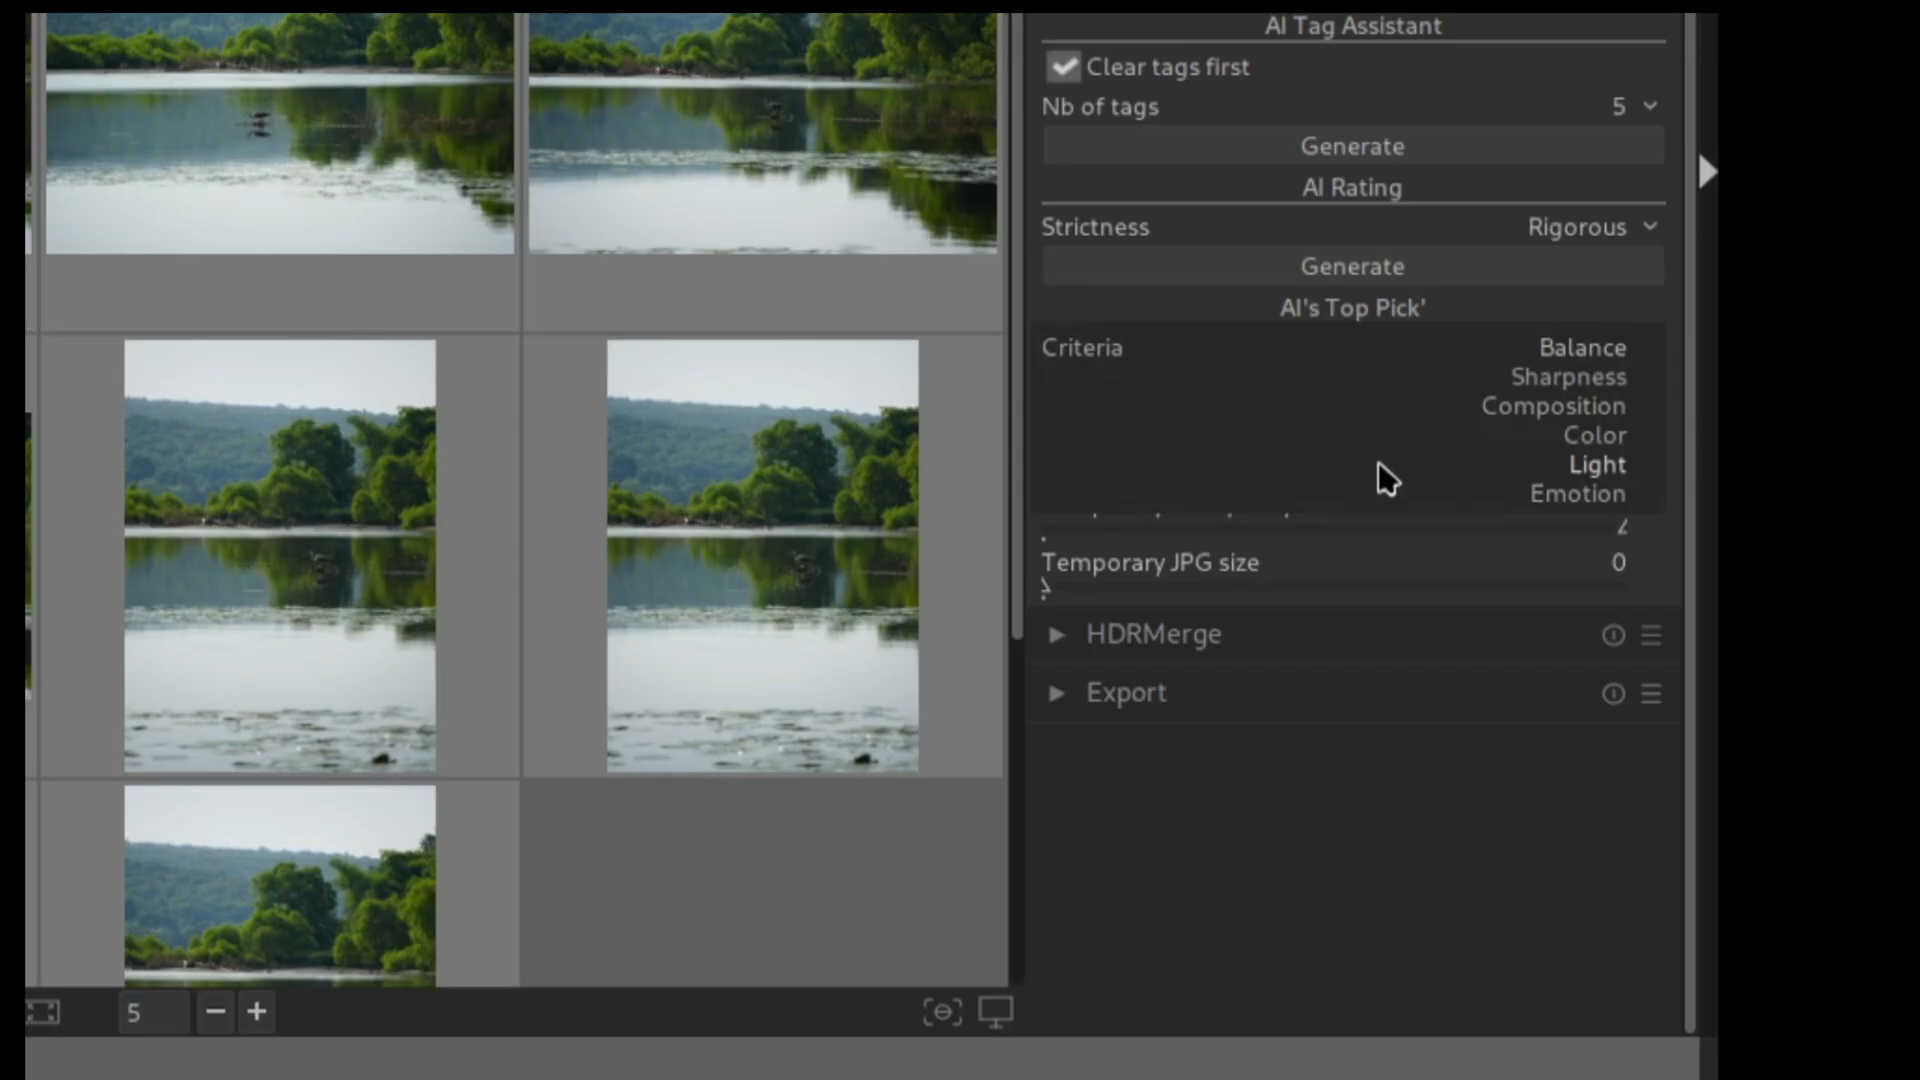 AI Tag Assistant
Clear tags first
Nb of tags 5
Generate
AI Rating
Strictness Rigorous
Generate
AI's Top Pick'
Criteria Balance
Sharpness
Composition
Color
Light
Emotion
Temporary JPG size 0
HDRMerge
Export
5